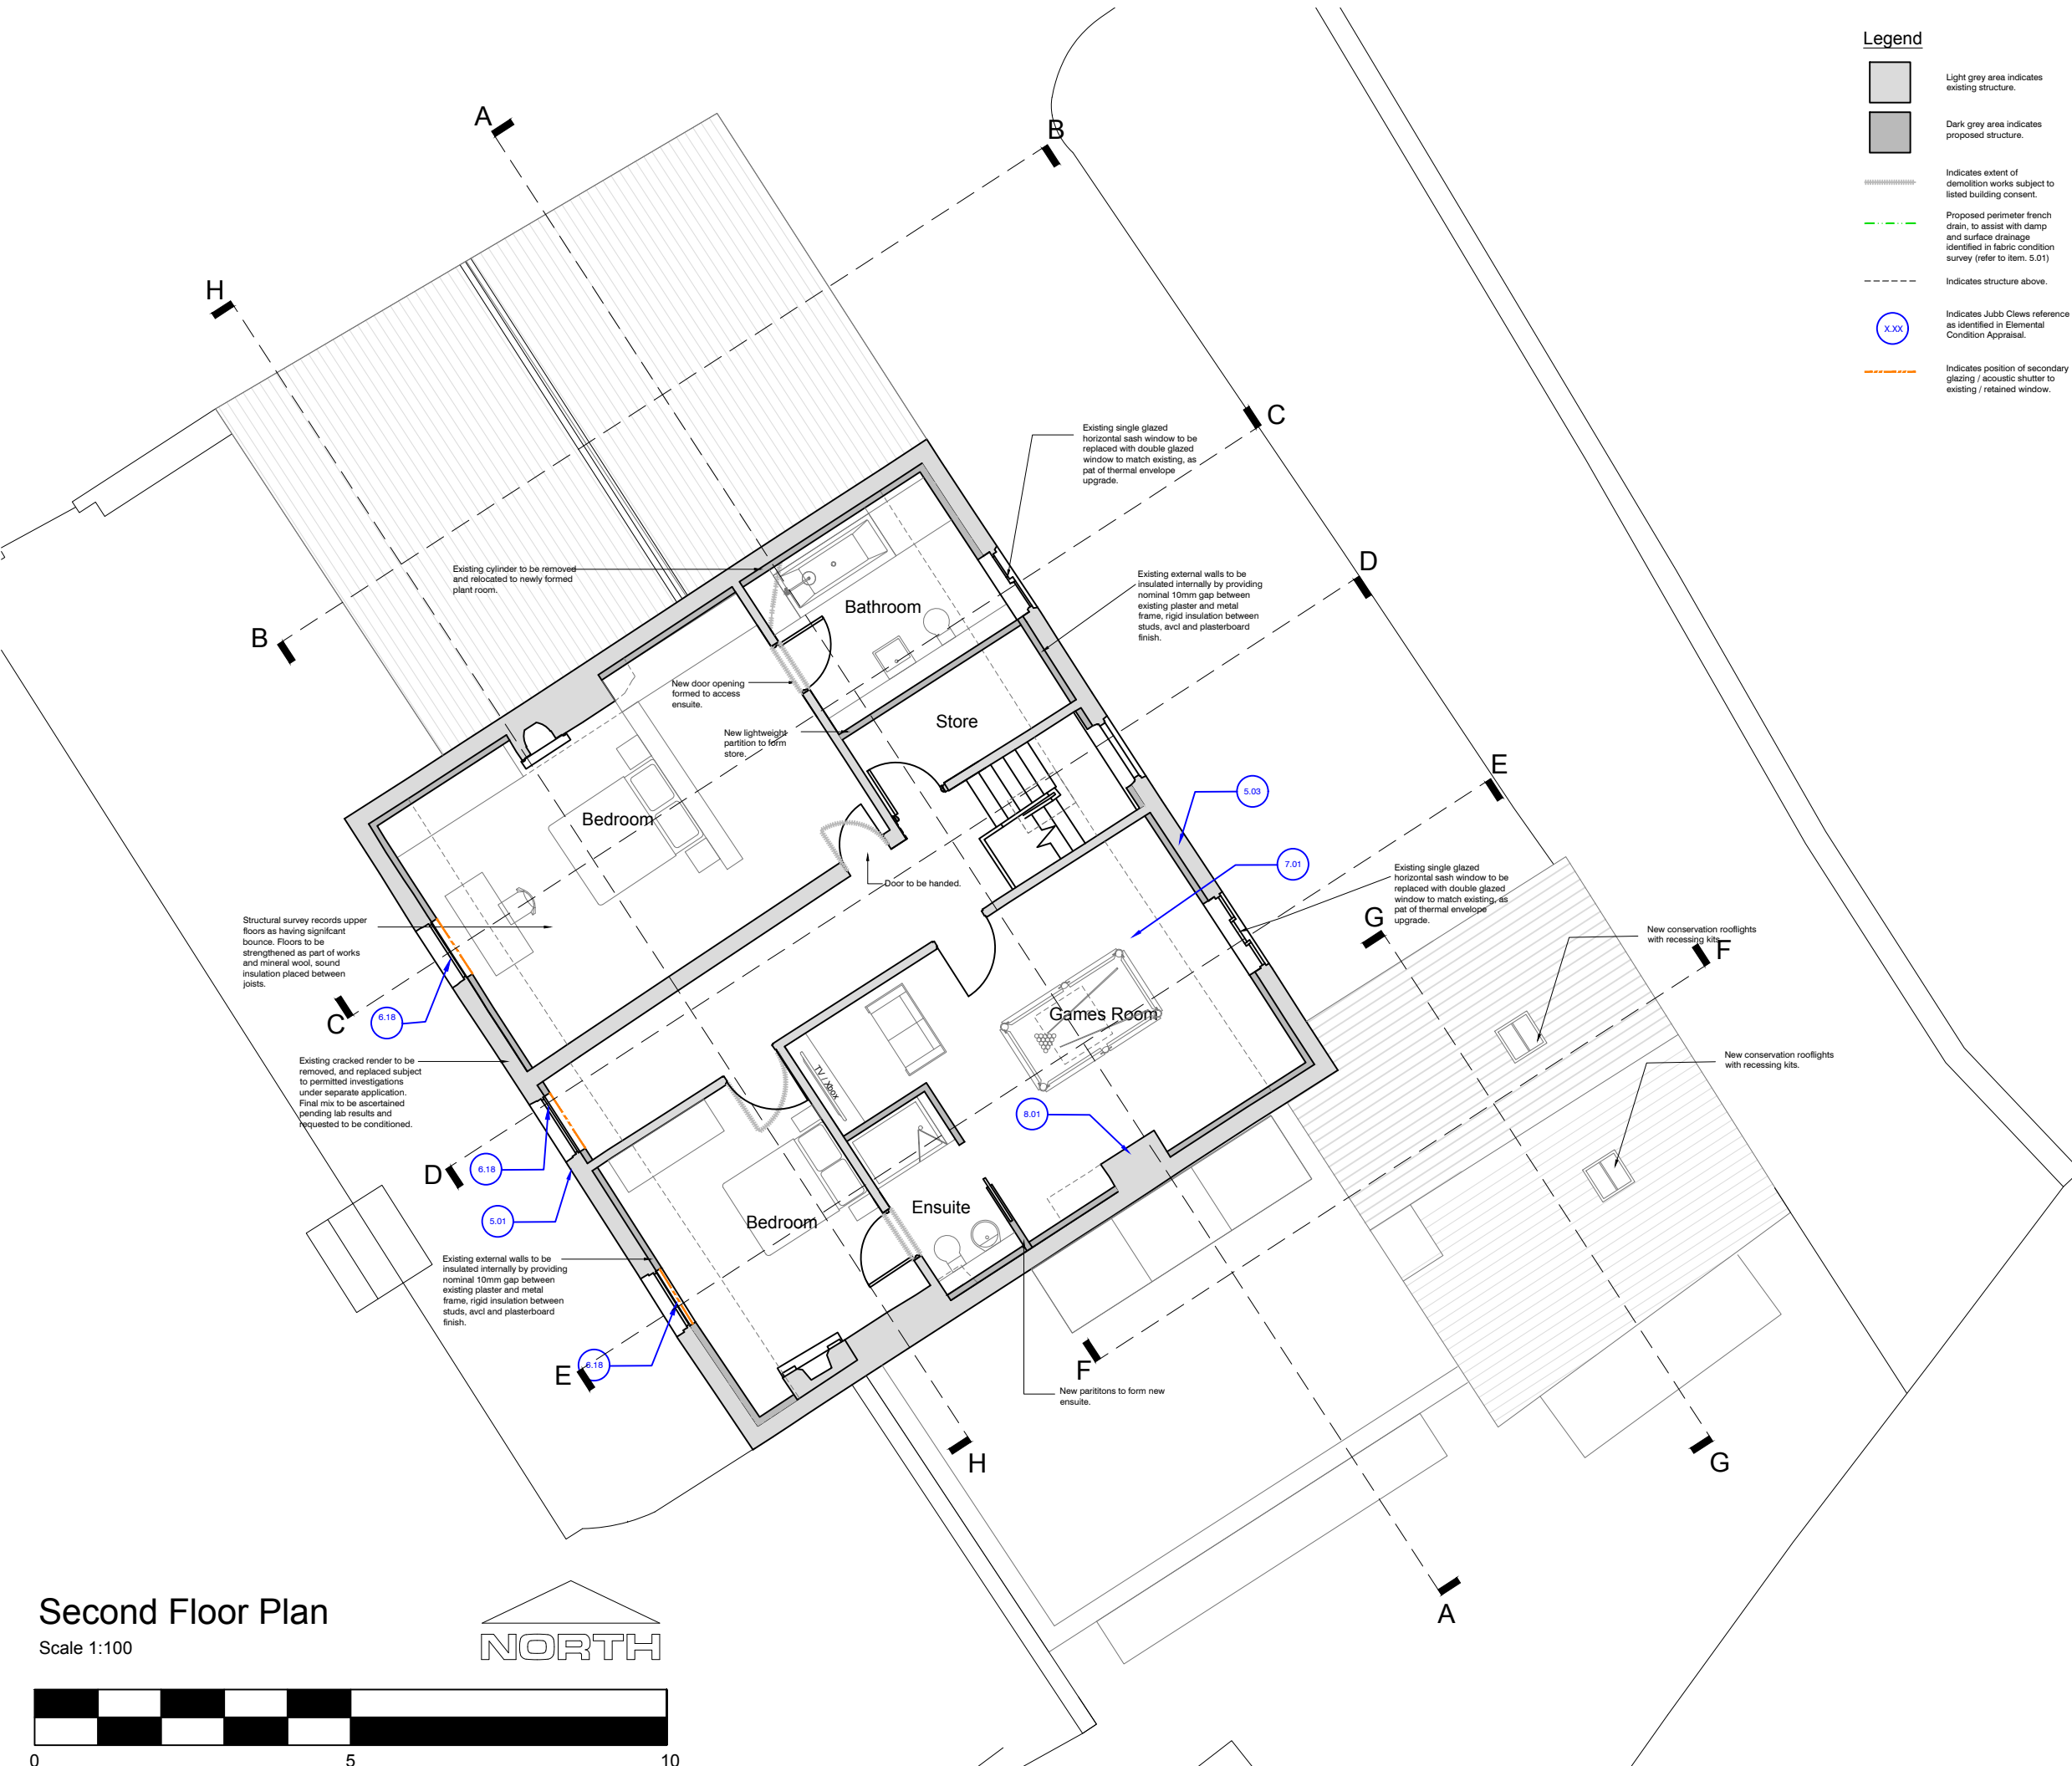 Legend
Light grey area indicates
existing structure.
Dark grey area indicates
proposed structure.
Indicates extent of
demolition works subject to
listed building consent.
Proposed perimeter french
drain, to assist with damp
and surface drainage
identified in fabric condition
survey (refer to item. 5.01)
Indicates structure above.
X.XX
Indicates Jubb Clews reference
as identified in Elemental
Condition Appraisal.
Indicates position of secondary
glazing / acoustic shutter to
existing / retained window.
A
B
H
C
Existing single glazed
horizontal sash window to be
replaced with double glazed
window to match existing, as
pat of thermal envelope
upgrade.
D
Existing cylinder to be removed
and relocated to newly formed
plant room.
Existing external walls to be
insulated internally by providing
nominal 10mm gap between
existing plaster and metal
frame, rigid insulation between
studs, avcl and plasterboard
finish.
Bathroom
B
New door opening
formed to access
ensuite.
Store
New lightweight
partition to form
store.
E
5.03
Bedroom
7.01
Door to be handed.
Existing single glazed
horizontal sash window to be
replaced with double glazed
window to match existing, as
pat of thermal envelope
upgrade.
G
Structural survey records upper
floors as having signifcant
bounce. Floors to be
strengthened as part of works
and mineral wool, sound
insulation placed between
joists.
New conservation rooflights
with recessing kits.
F
C
6.18
Games Room
Existing cracked render to be
removed, and replaced subject
to permitted investigations
under separate application.
Final mix to be ascertained
pending lab results and
requested to be conditioned.
New conservation rooflights
with recessing kits.
TV / Xbox
8.01
D
6.18
5.01
Bedroom
Ensuite
Existing external walls to be
insulated internally by providing
nominal 10mm gap between
existing plaster and metal
frame, rigid insulation between
studs, avcl and plasterboard
finish.
E
6.18
F
New parititons to form new
ensuite.
H
G
A
Second Floor Plan
Scale 1:100
NORTH
0
5
10